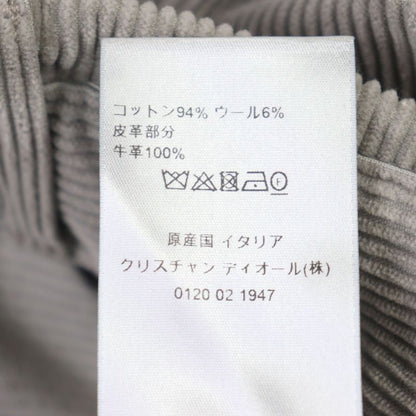 コットン94% ウール6%
皮革部分
牛革100%
原産国 イタリア
クリスチャン ディオール(株)
0120 02 1947